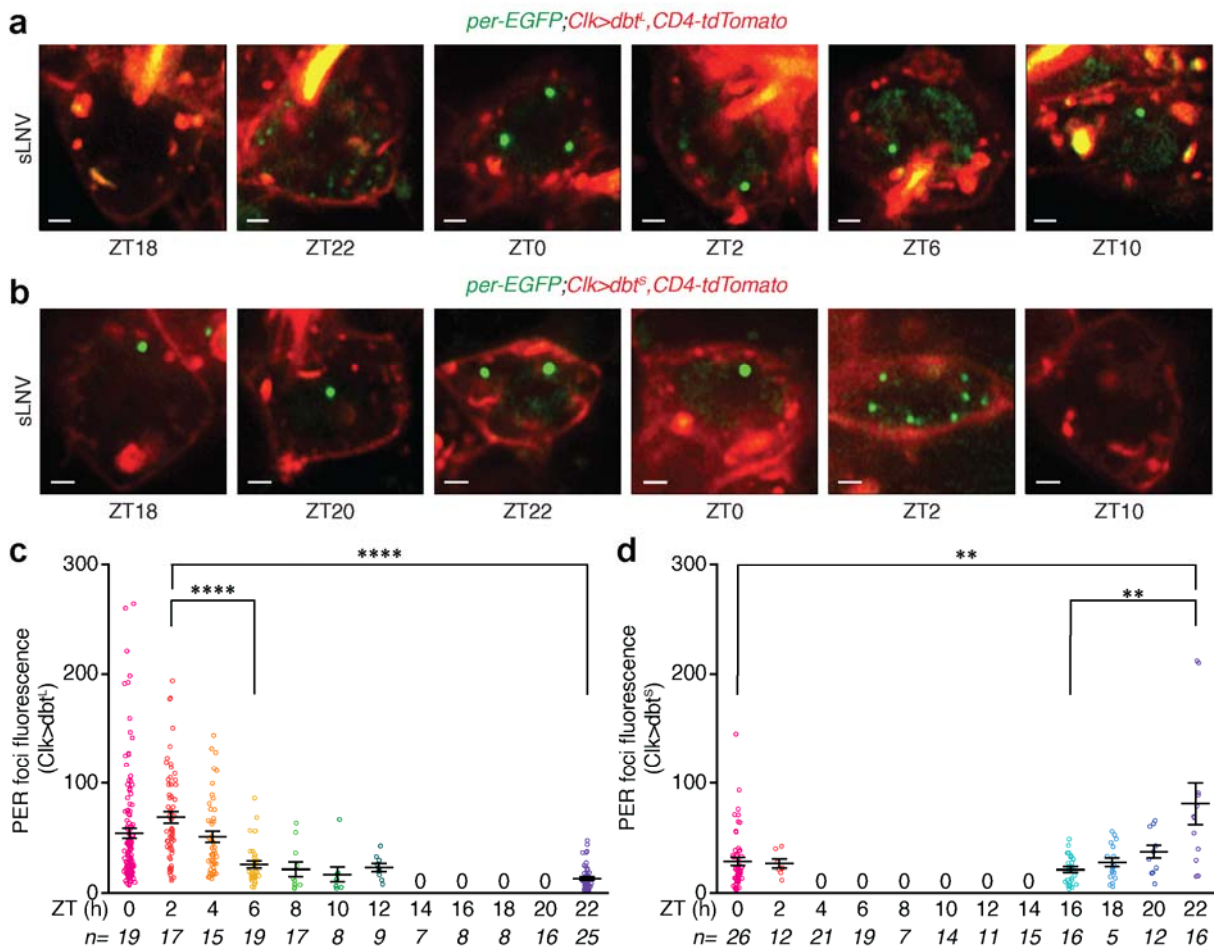 a
per-EGFP;Clk>dbtᴸ,CD4-tdTomato
sLNV
ZT18 ZT22 ZT0 ZT2 ZT6 ZT10
b
per-EGFP;Clk>dbtˢ,CD4-tdTomato
sLNV
ZT18 ZT20 ZT22 ZT0 ZT2 ZT10
c
PER foci fluorescence
(Clk>dbtᴸ)
300
200
100
0
****
****
0 0 0 0
ZT (h) 0 2 4 6 8 10 12 14 16 18 20 22
n= 19 17 15 19 17 8 9 7 8 8 16 25
d
PER foci fluorescence
(Clk>dbtˢ)
300
200
100
0
**
**
0 0 0 0 0 0
ZT (h) 0 2 4 6 8 10 12 14 16 18 20 22
n= 26 12 21 19 7 14 11 15 16 5 12 16